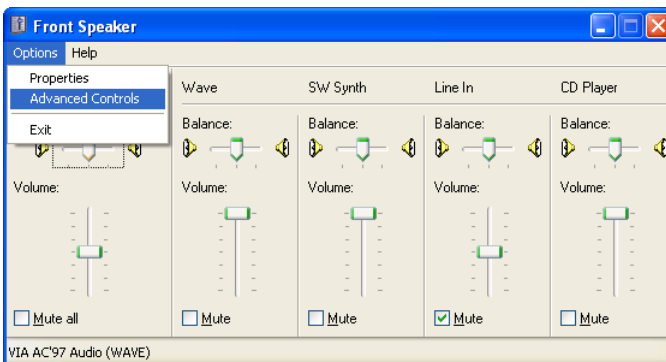 Front Speaker
Options Help
Properties
Advanced Controls
Exit
Wave SW Synth Line In CD Player
Balance: Balance: Balance: Balance:
Volume: Volume: Volume: Volume: Volume:
Mute all Mute Mute Mute Mute
VIA AC'97 Audio (WAVE)